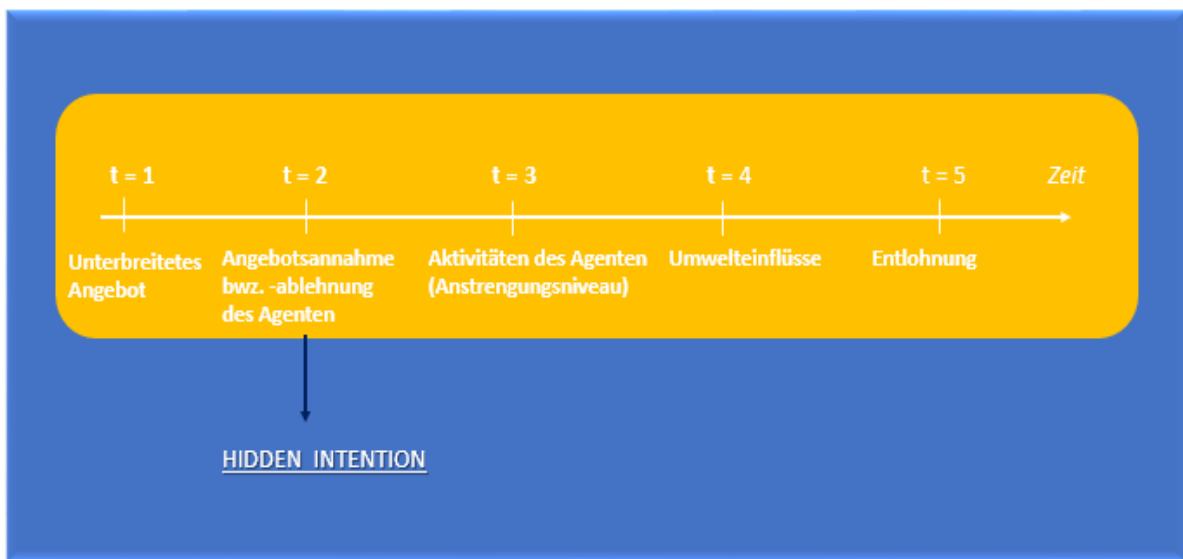 t = 1
t = 2
t = 3
t = 4
t = 5
Zeit
Unterbreitetes
Angebot
Angebotsannahme
bwz. -ablehnung
des Agenten
Aktivitäten des Agenten
(Anstrengungsniveau)
Umwelteinflüsse
Entlohnung
HIDDEN INTENTION